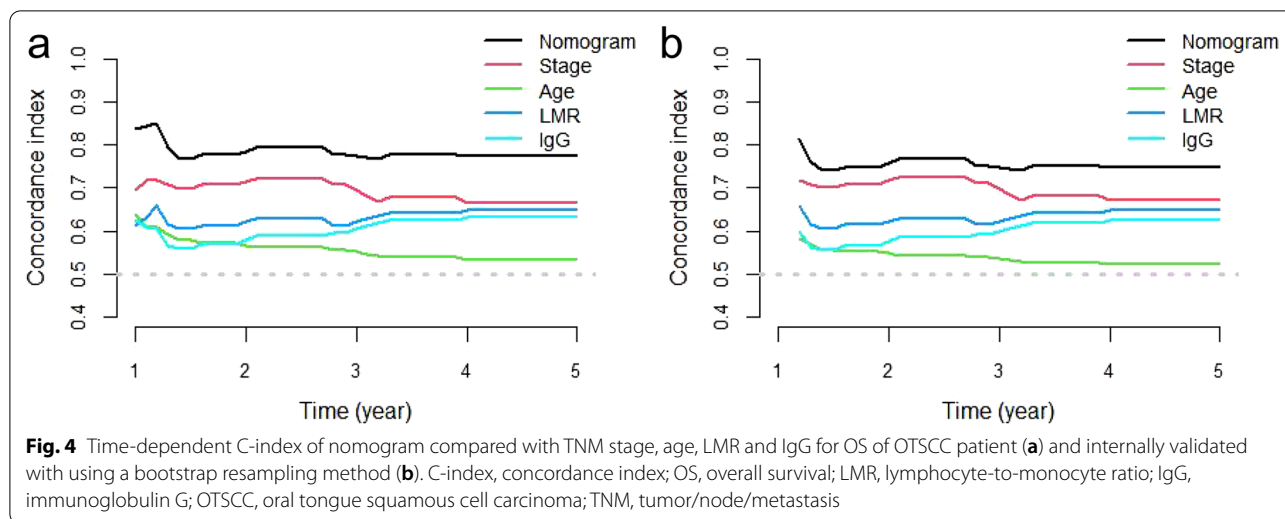 a
Nomogram
Stage
Age
LMR
IgG
Concordance index
0.4 0.5 0.6 0.7 0.8 0.9 1.0
1 2 3 4 5
Time (year)
b
Nomogram
Stage
Age
LMR
IgG
Concordance index
0.4 0.5 0.6 0.7 0.8 0.9 1.0
1 2 3 4 5
Time (year)
Fig. 4 Time-dependent C-index of nomogram compared with TNM stage, age, LMR and IgG for OS of OTSCC patient (a) and internally validated
with using a bootstrap resampling method (b). C-index, concordance index; OS, overall survival; LMR, lymphocyte-to-monocyte ratio; IgG,
immunoglobulin G; OTSCC, oral tongue squamous cell carcinoma; TNM, tumor/node/metastasis